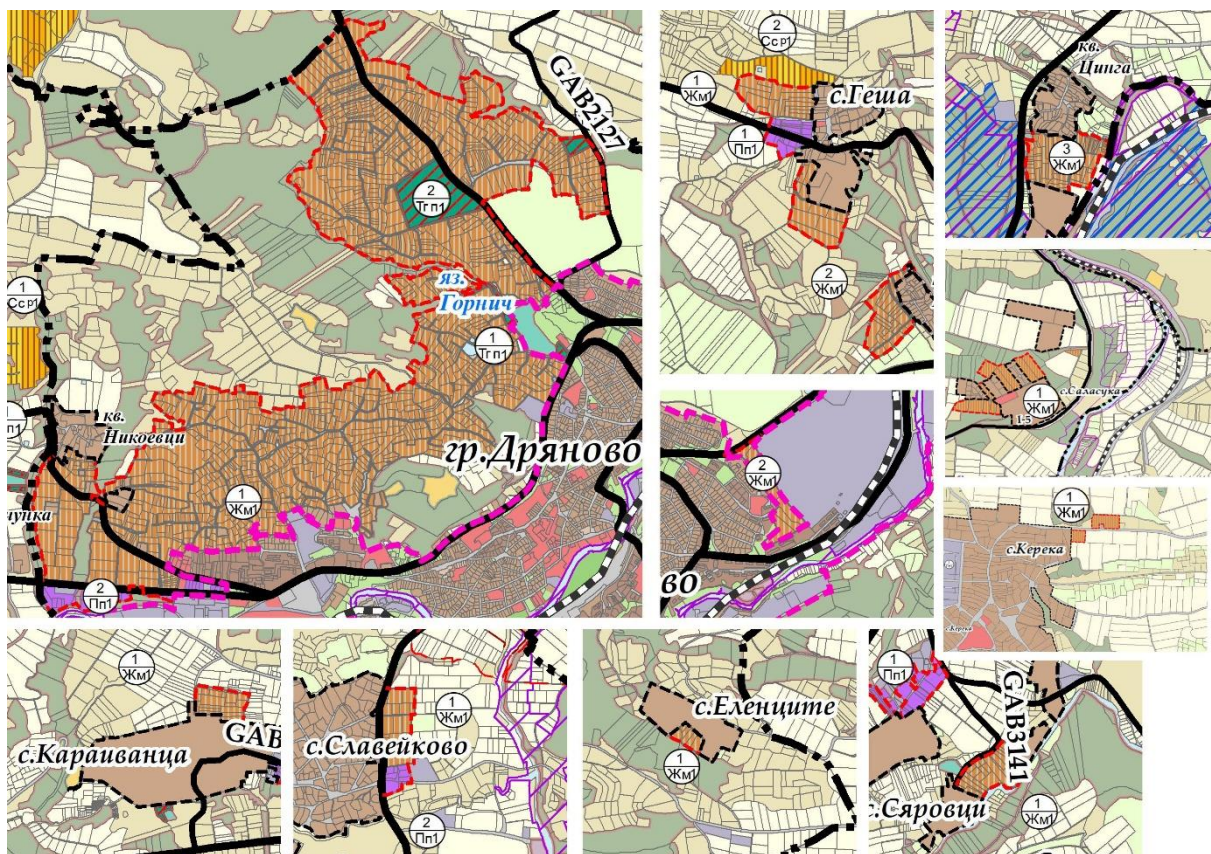 GAB2127
2
Тгп1
яз.
Горнич
1
Тгп1
1
Сср1
кв.
Никоевци
гр.Дряново
1
Жм1
2
Пп1
2
Сср1
1
Жм1
с.Геша
1
Пп1
2
Жм1
кв.
Цинга
3
Жм1
с.Саласука
1
Жм1
1-5
2
Жм1
во
1
Жм1
с.Керека
с.Керека
1
Жм1
с.Караиванца
GAB
1
Жм1
с.Славейково
2
Пп1
с.Еленците
1
Жм1
1
Пп1
GAB3141
с.Сяровци
1
Жм1